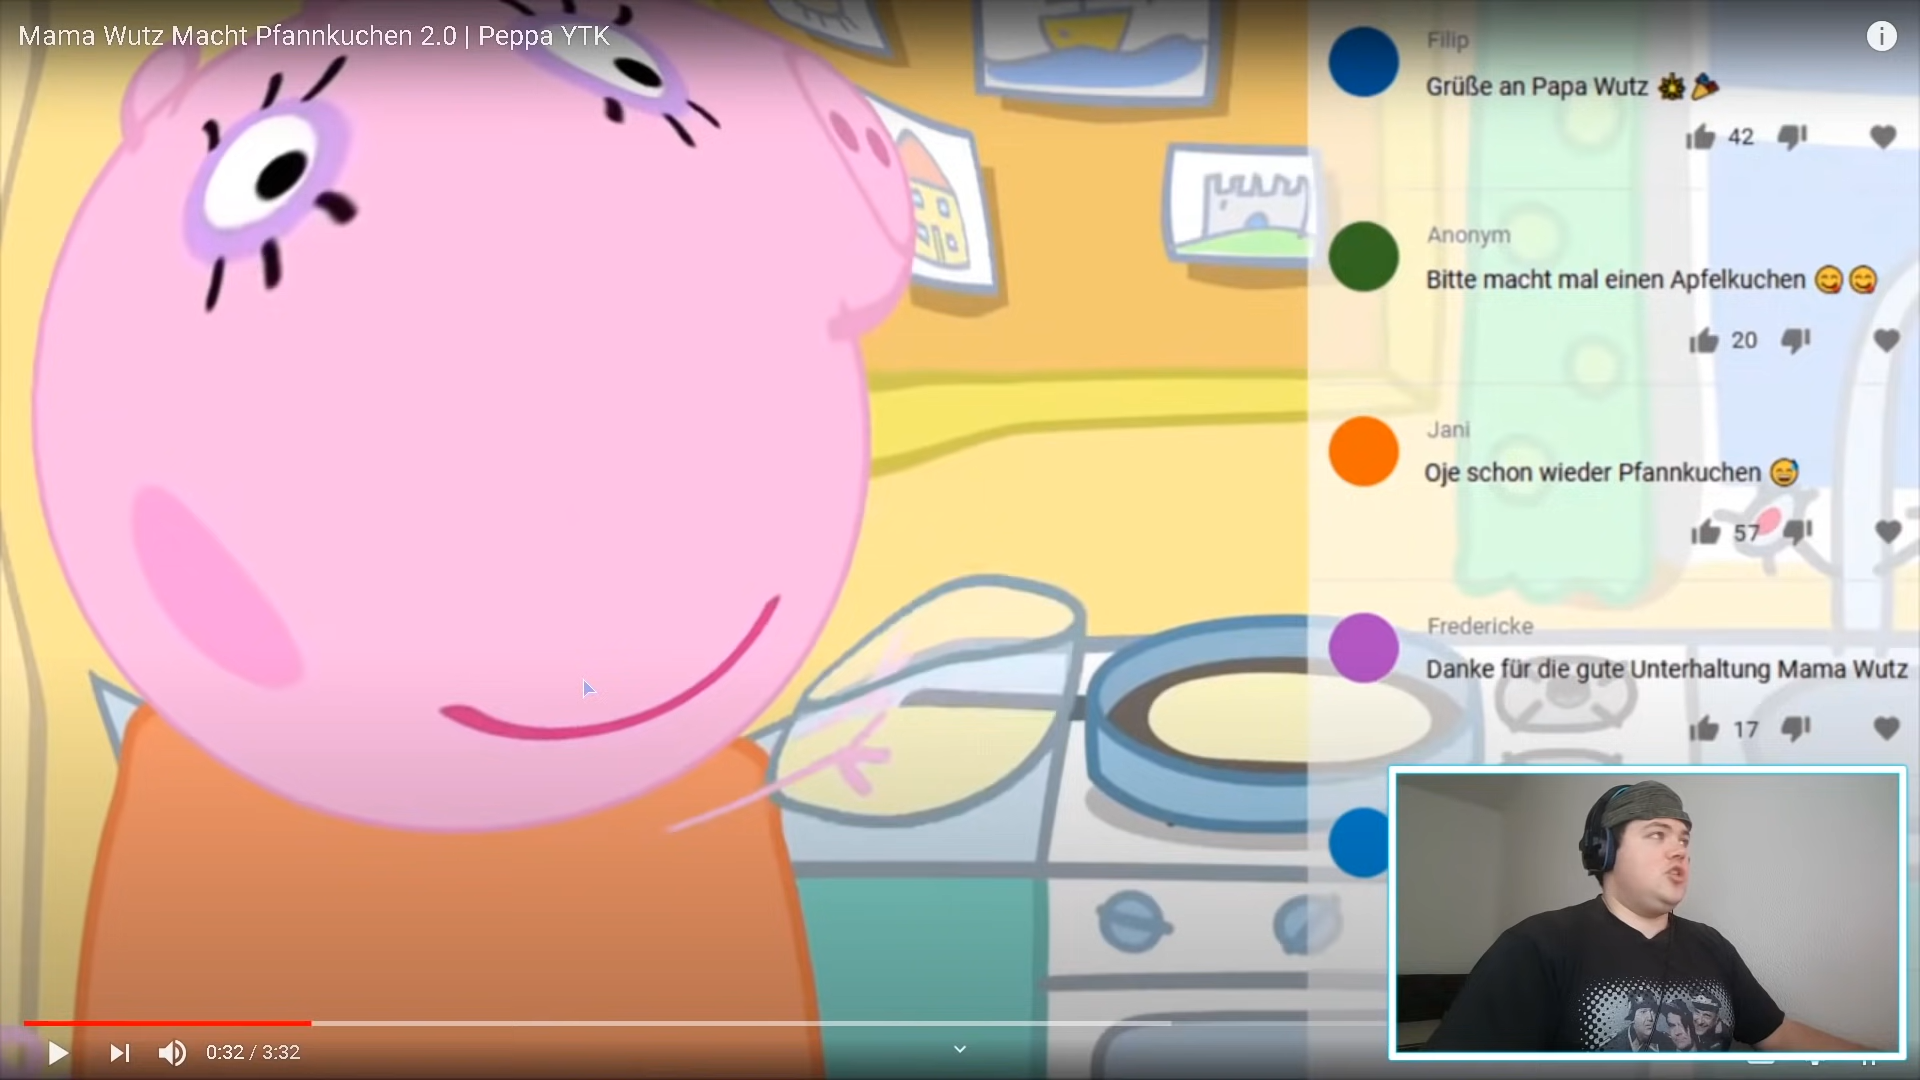 Mama Wutz Macht Pfannkuchen 2.0 | Peppa YTK
Filip
Grüße an Papa Wutz
42
Anonym
Bitte macht mal einen Apfelkuchen 😋😋
20
Jani
Oje schon wieder Pfannkuchen 😅
57
Fredericke
Danke für die gute Unterhaltung Mama Wutz
17
0:32 / 3:32